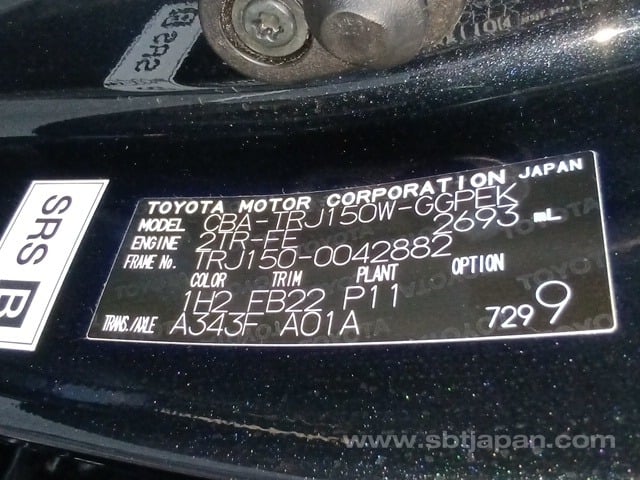 TOYOTA MOTOR CORPORATION JAPAN
MODEL CBA-TRJ150W-GGPEK
ENGINE 2TR-FE 2693 mL
FRAME No. TRJ150-0042882
COLOR TRIM PLANT OPTION
1H2 FB22 P11
TRANS./AXLE A343F A01A
729 9
SRS
B
www.sbtjapan.com